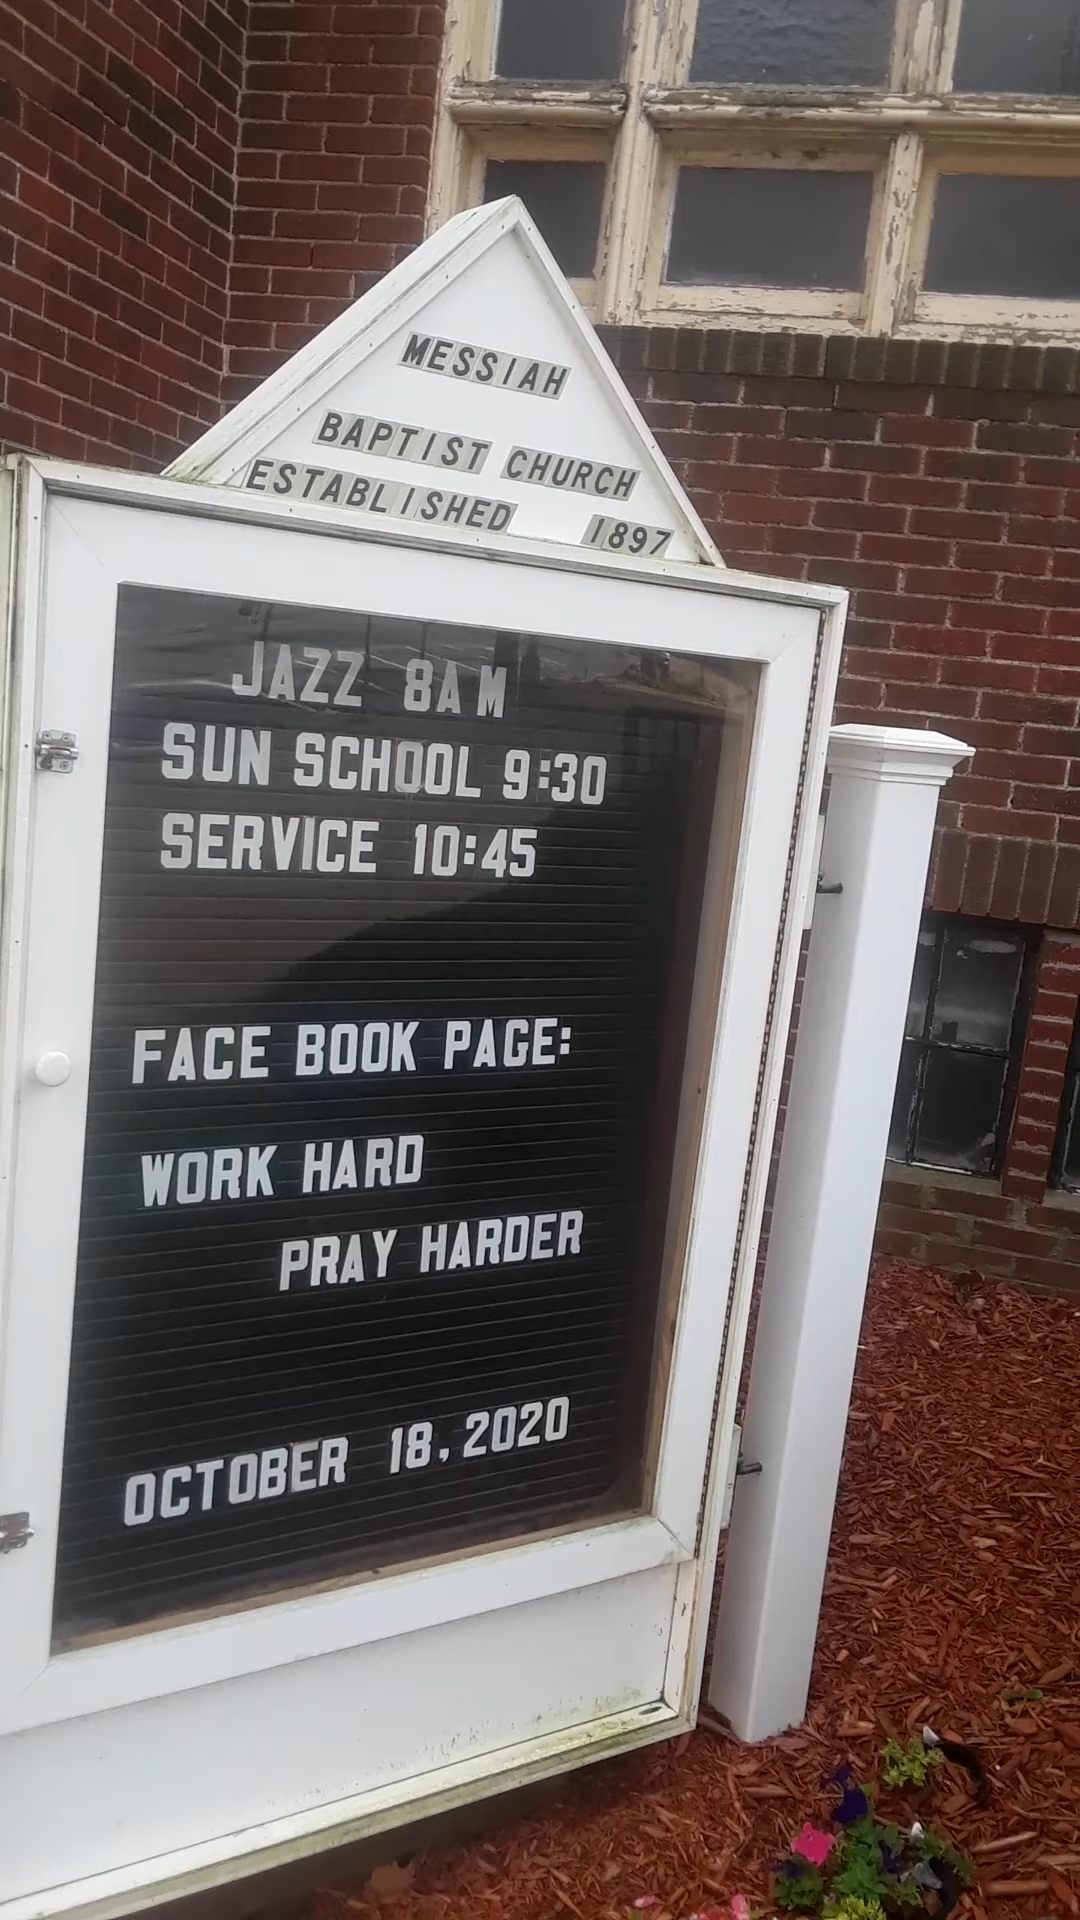 MESSIAH
BAPTIST CHURCH
ESTABLISHED 1897
JAZZ 8AM
SUN SCHOOL 9:30
SERVICE 10:45
FACE BOOK PAGE:
WORK HARD
PRAY HARDER
OCTOBER 18, 2020